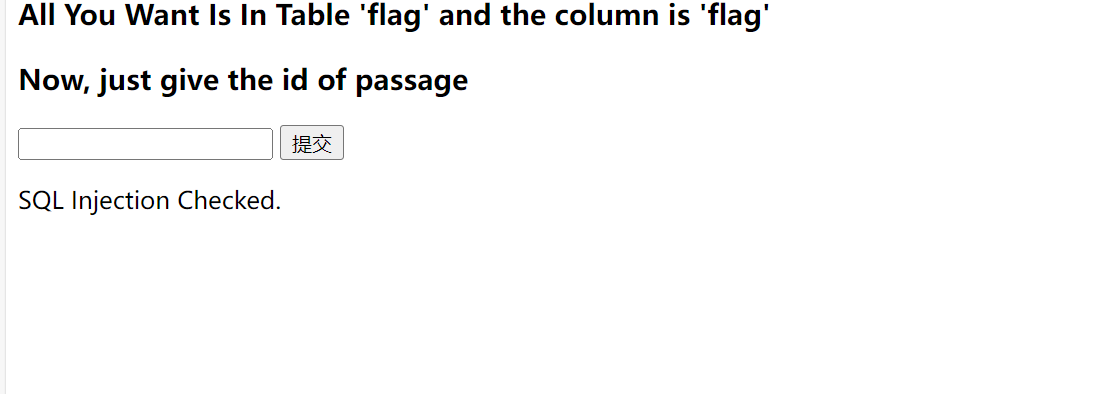 All You Want Is In Table 'flag' and the column is 'flag'
Now, just give the id of passage
提交
SQL Injection Checked.